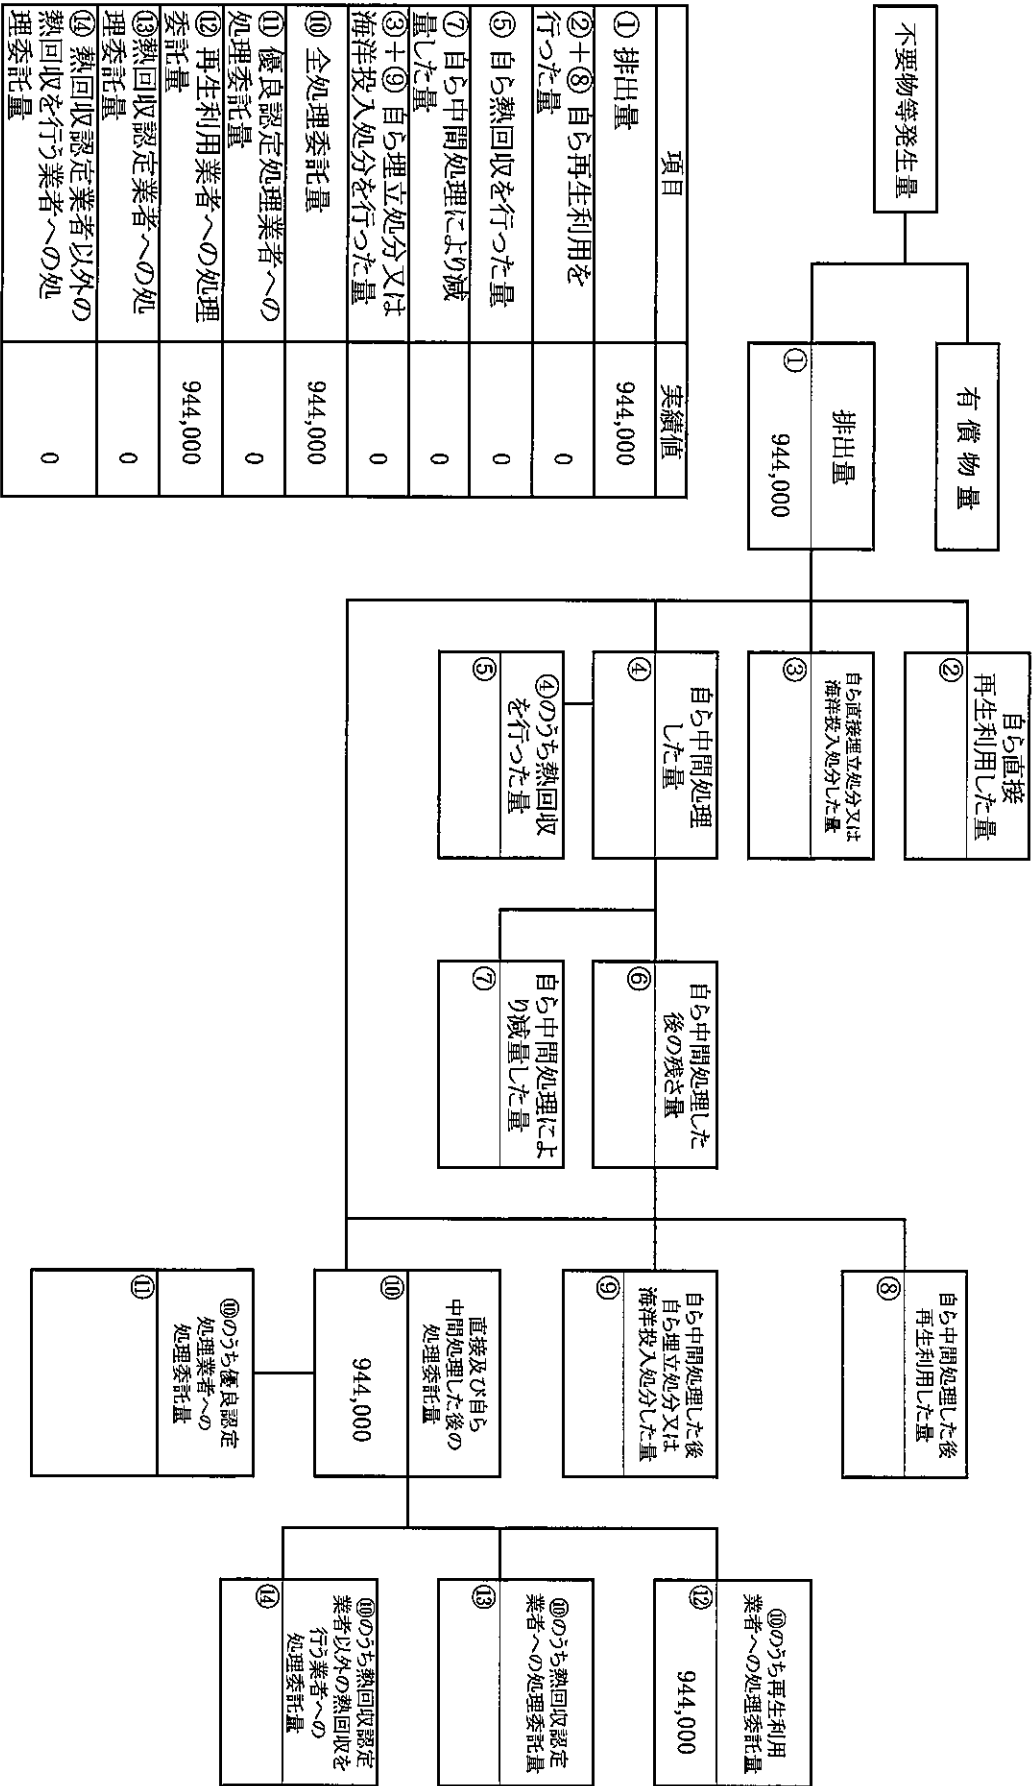 不要物等発生量
有償物量
排出量
①
944,000
自ら直接
再生利用した量
②
自ら直接埋立処分又は
海洋投入処分した量
③
自ら中間処理
した量
④
④のうち熱回収
を行った量
⑤
自ら中間処理した
後の残さ量
⑥
自ら中間処理によ
り減量した量
⑦
自ら中間処理した後
再生利用した量
⑧
自ら中間処理した後
自ら埋立処分又は
海洋投入処分した量
⑨
直接及び自ら
中間処理した後の
処理委託量
⑩
944,000
⑩のうち優良認定
処理業者への
処理委託量
⑪
⑩のうち再生利用
業者への処理委託量
⑫
944,000
⑩のうち熱回収認定
業者への処理委託量
⑬
⑩のうち熱回収認定
業者以外の熱回収を
行う業者への
処理委託量
⑭
項目 実績値
① 排出量 944,000
②+⑧ 自ら再生利用を
行った量 0
⑤ 自ら熱回収を行った量 0
⑦ 自ら中間処理により減
量した量 0
③+⑨ 自ら埋立処分又は
海洋投入処分を行った量 0
⑩ 全処理委託量 944,000
⑪ 優良認定処理業者への
処理委託量 0
⑫ 再生利用業者への処理
委託量 944,000
⑬熱回収認定業者への処
理委託量 0
⑭ 熱回収認定業者以外の
熱回収を行う業者への処
理委託量 0